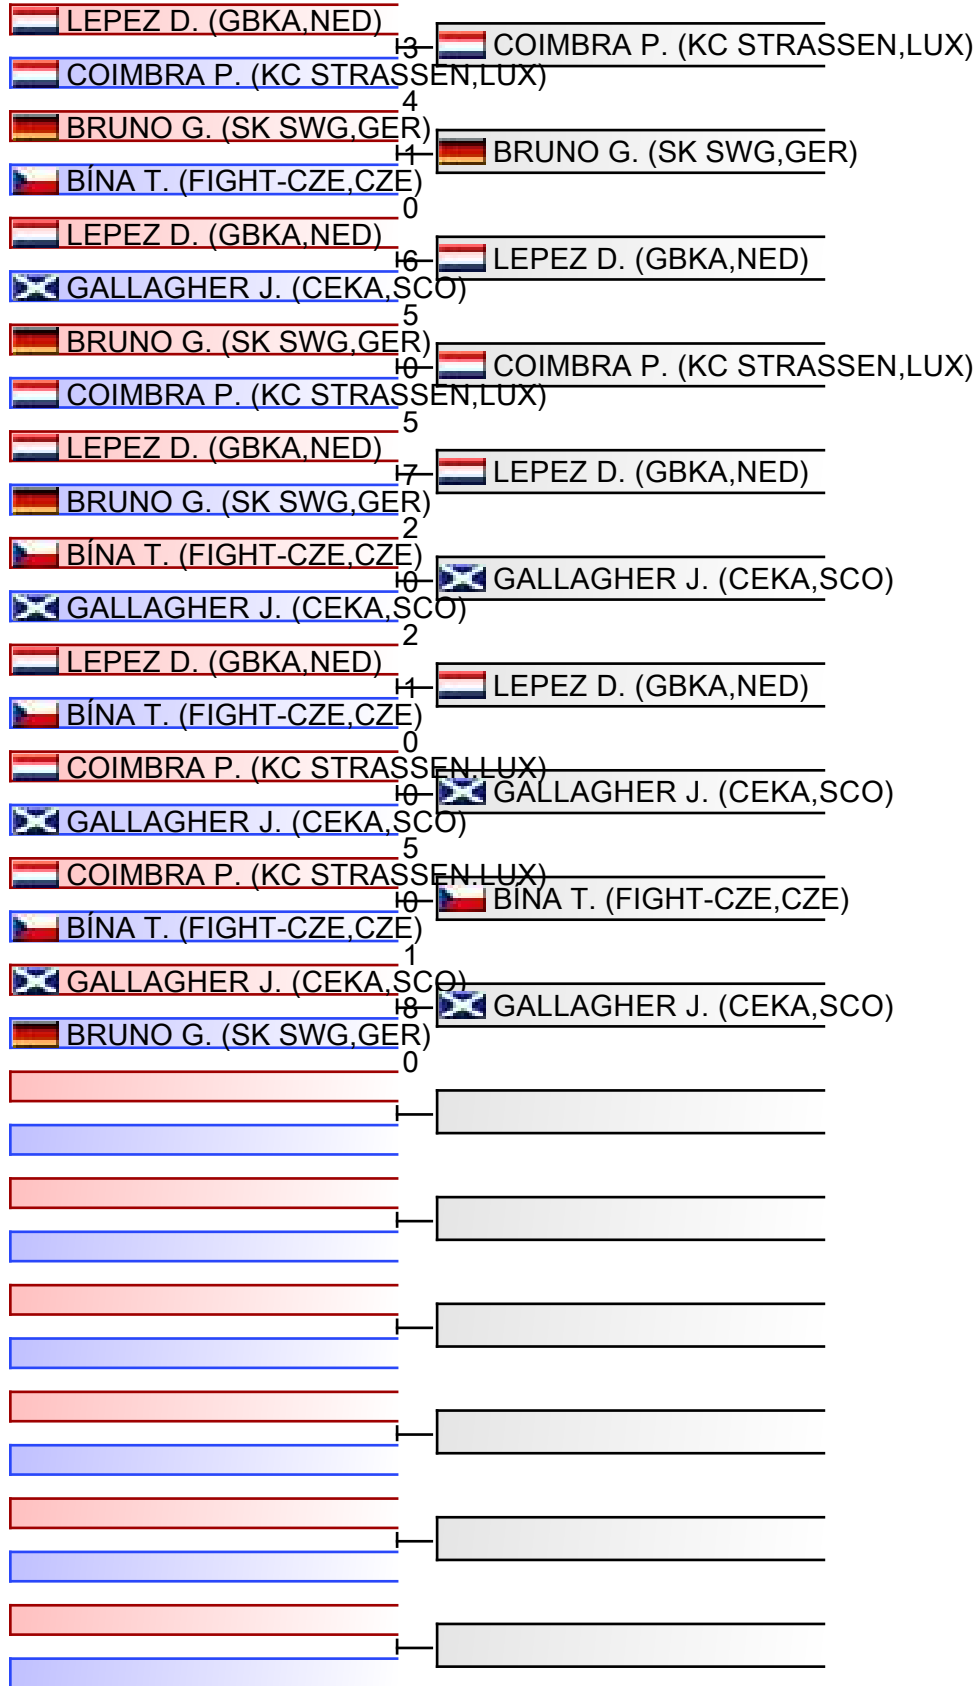 LEPEZ D. (GBKA,NED)
3
COIMBRA P. (KC STRASSEN,LUX)
COIMBRA P. (KC STRASSEN,LUX)
4
BRUNO G. (SK SWG,GER)
1
BRUNO G. (SK SWG,GER)
BÍNA T. (FIGHT-CZE,CZE)
0
LEPEZ D. (GBKA,NED)
6
LEPEZ D. (GBKA,NED)
GALLAGHER J. (CEKA,SCO)
5
BRUNO G. (SK SWG,GER)
0
COIMBRA P. (KC STRASSEN,LUX)
COIMBRA P. (KC STRASSEN,LUX)
5
LEPEZ D. (GBKA,NED)
7
LEPEZ D. (GBKA,NED)
BRUNO G. (SK SWG,GER)
2
BÍNA T. (FIGHT-CZE,CZE)
0
GALLAGHER J. (CEKA,SCO)
GALLAGHER J. (CEKA,SCO)
2
LEPEZ D. (GBKA,NED)
1
LEPEZ D. (GBKA,NED)
BÍNA T. (FIGHT-CZE,CZE)
0
COIMBRA P. (KC STRASSEN,LUX)
0
GALLAGHER J. (CEKA,SCO)
GALLAGHER J. (CEKA,SCO)
5
COIMBRA P. (KC STRASSEN,LUX)
0
BÍNA T. (FIGHT-CZE,CZE)
BÍNA T. (FIGHT-CZE,CZE)
1
GALLAGHER J. (CEKA,SCO)
8
GALLAGHER J. (CEKA,SCO)
BRUNO G. (SK SWG,GER)
0